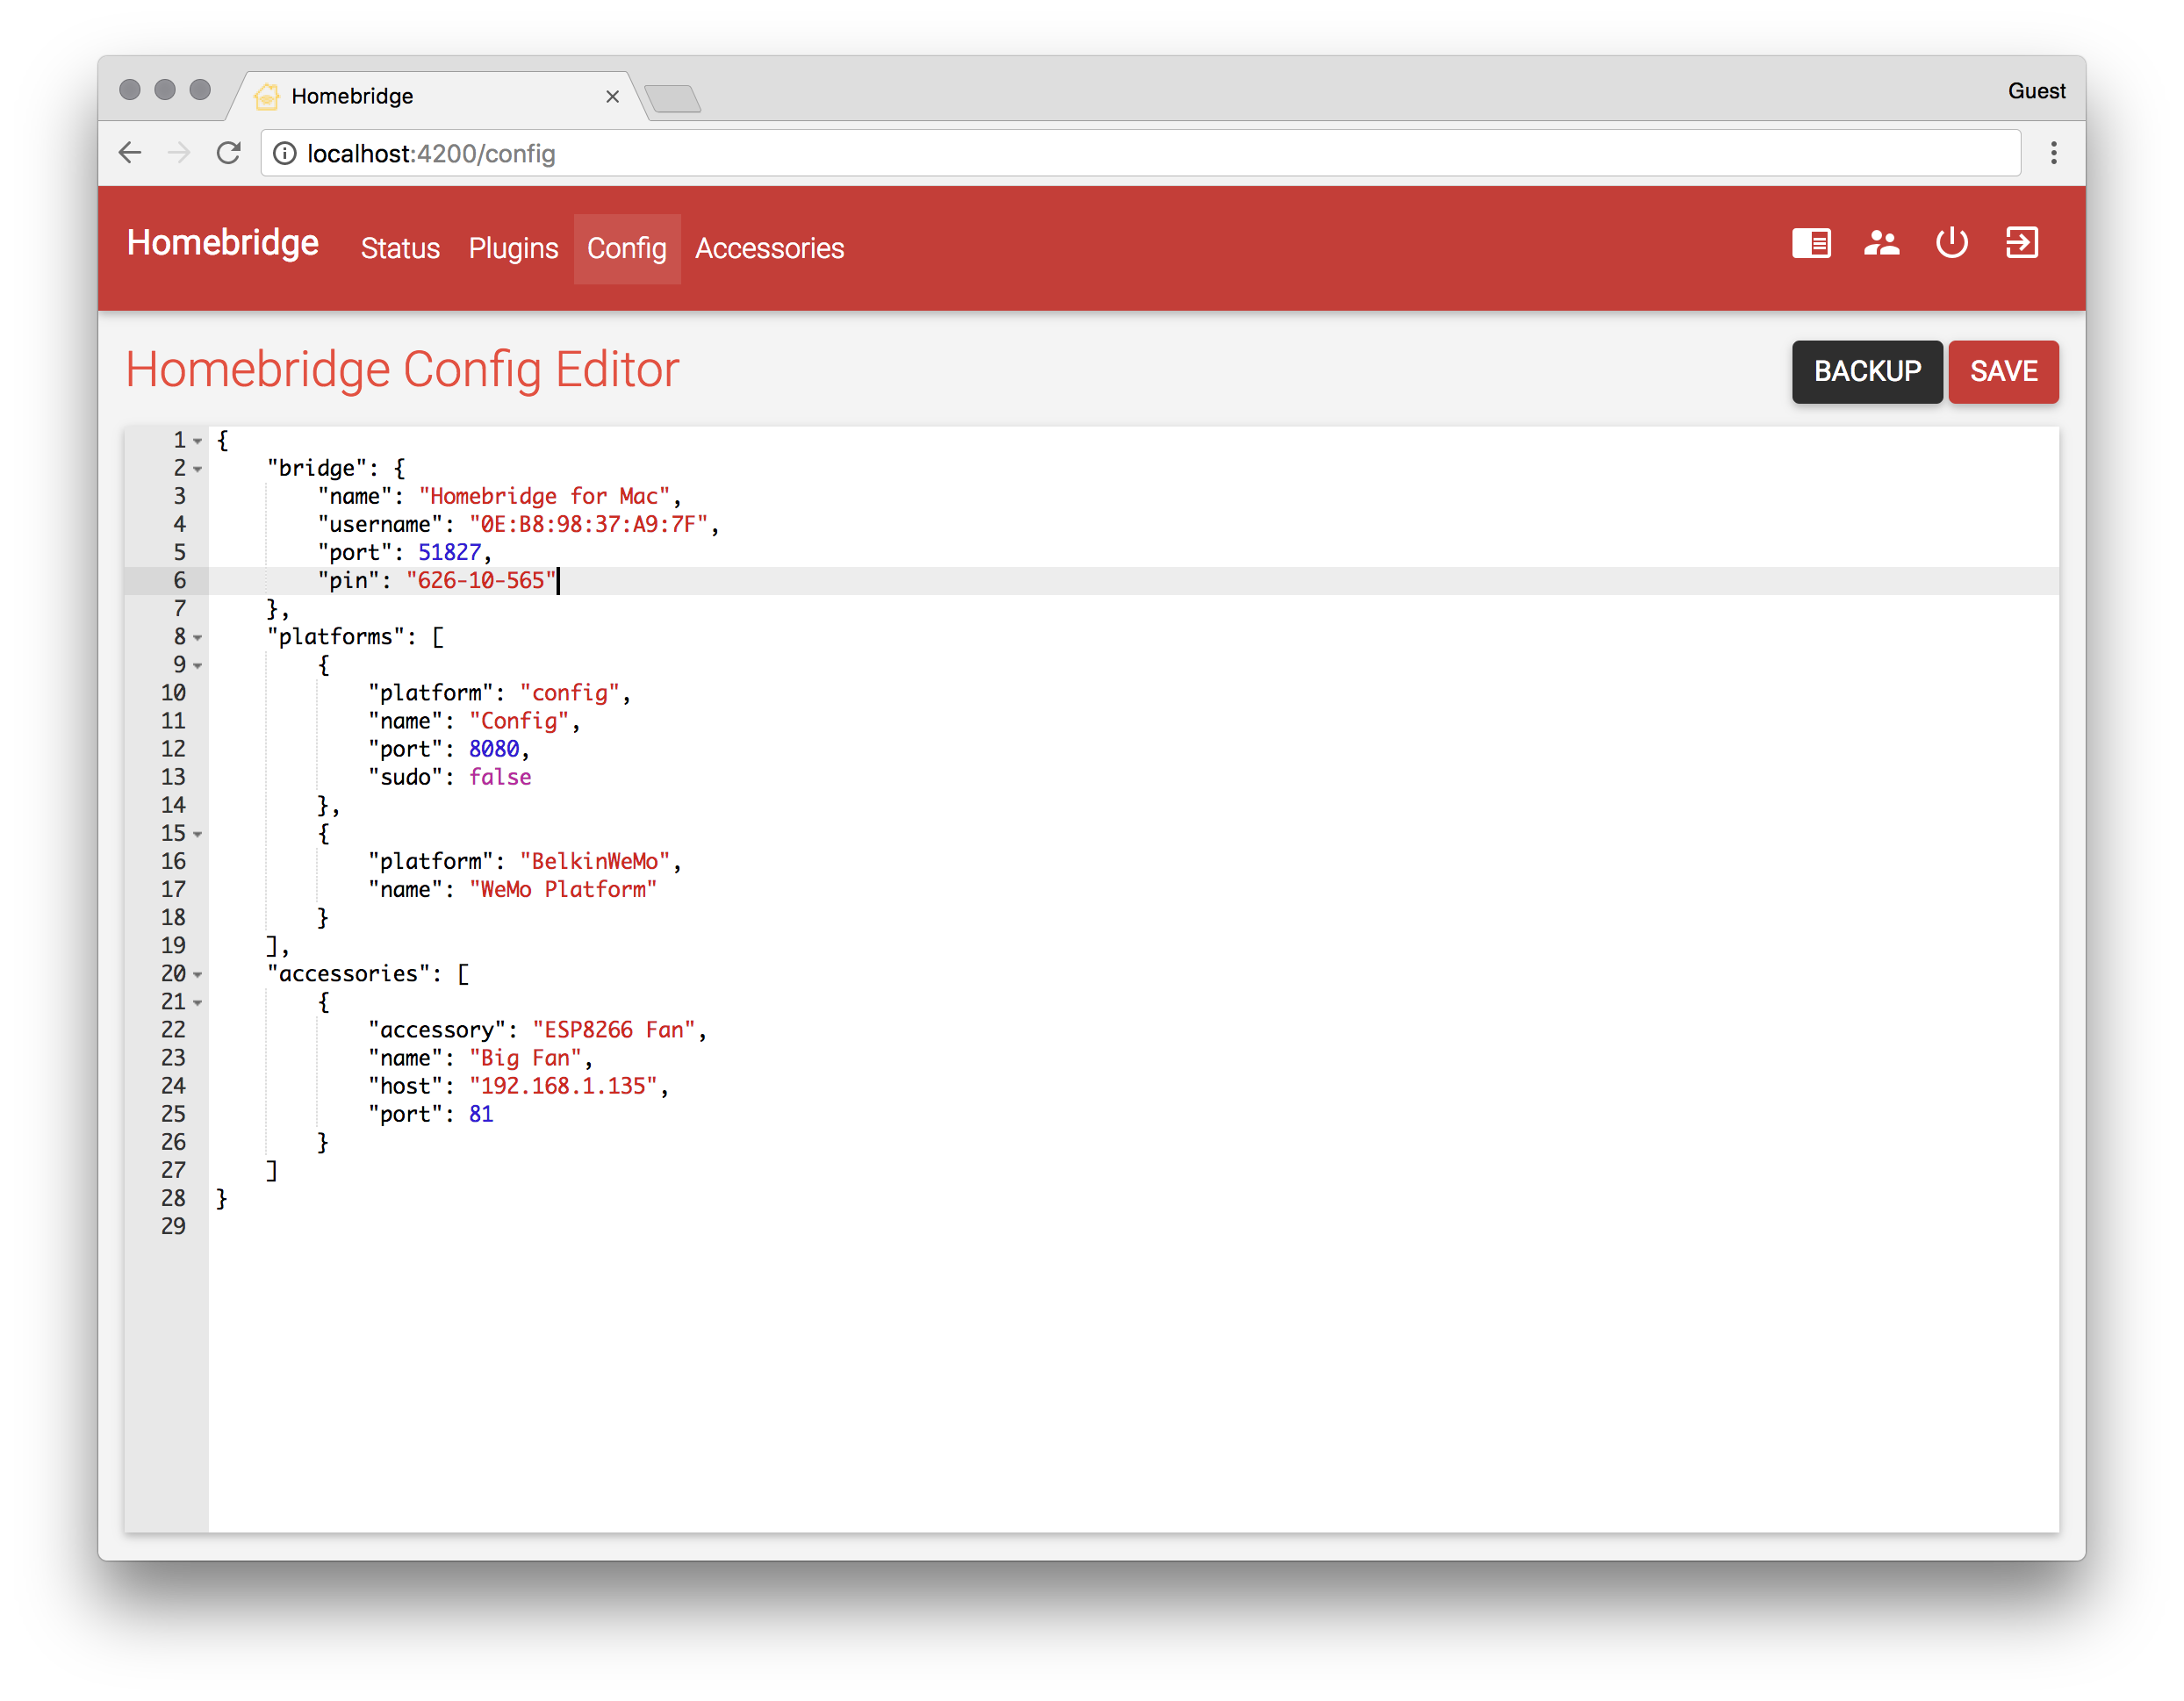 Homebridge
Guest
localhost:4200/config
Homebridge Status Plugins Config Accessories
Homebridge Config Editor
BACKUP SAVE
1 {
2     "bridge": {
3         "name": "Homebridge for Mac",
4         "username": "0E:B8:98:37:A9:7F",
5         "port": 51827,
6         "pin": "626-10-565"
7     },
8     "platforms": [
9         {
10             "platform": "config",
11             "name": "Config",
12             "port": 8080,
13             "sudo": false
14         },
15         {
16             "platform": "BelkinWeMo",
17             "name": "WeMo Platform"
18         }
19     ],
20     "accessories": [
21         {
22             "accessory": "ESP8266 Fan",
23             "name": "Big Fan",
24             "host": "192.168.1.135",
25             "port": 81
26         }
27     ]
28 }
29